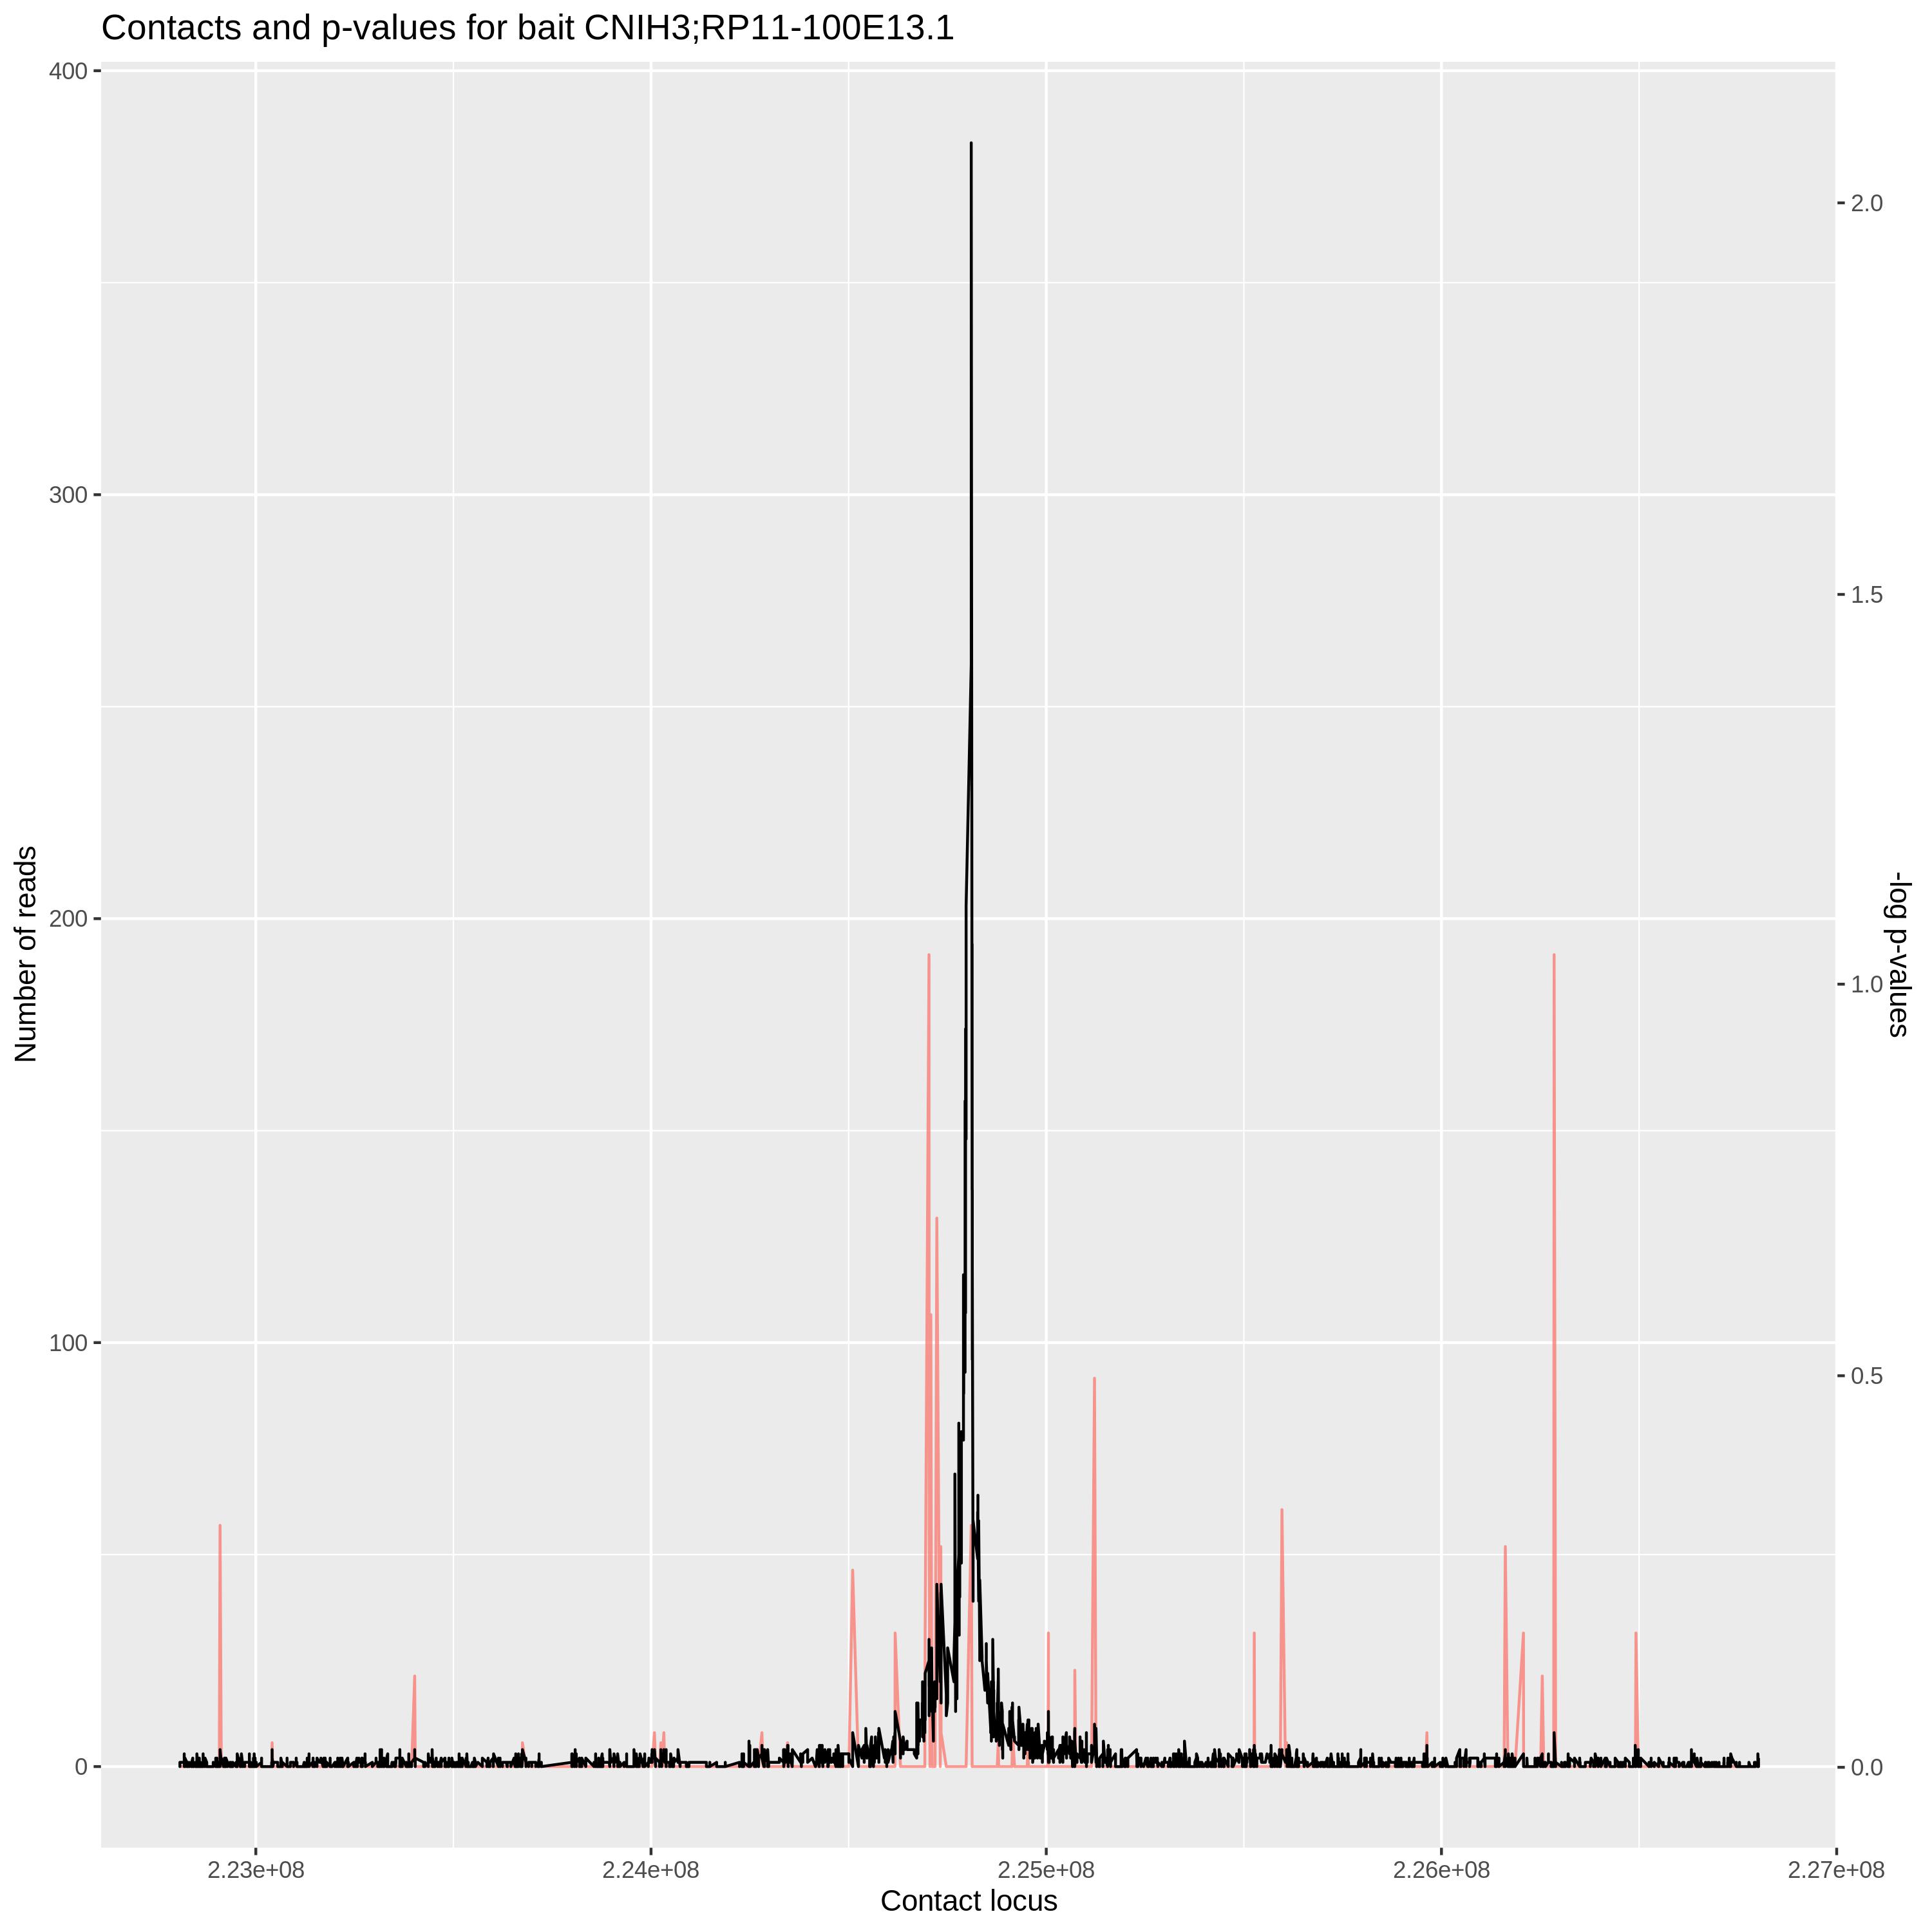 Contacts and p-values for bait CNIH3;RP11-100E13.1
400
300
200
100
0
Number of reads
2.0
1.5
1.0
0.5
0.0
-log p-values
2.23e+08
2.24e+08
2.25e+08
2.26e+08
2.27e+08
Contact locus